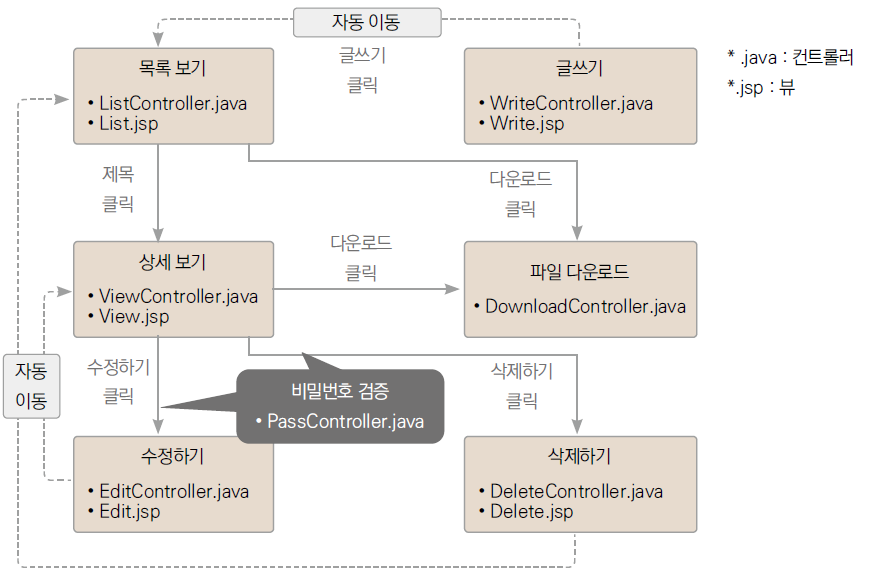 자동 이동
목록 보기
• ListController.java
• List.jsp
글쓰기
클릭
글쓰기
• WriteController.java
• Write.jsp
* .java : 컨트롤러
*.jsp : 뷰
제목
클릭
다운로드
클릭
상세 보기
• ViewController.java
• View.jsp
다운로드
클릭
파일 다운로드
• DownloadController.java
자동
이동
수정하기
클릭
비밀번호 검증
• PassController.java
삭제하기
클릭
수정하기
• EditController.java
• Edit.jsp
삭제하기
• DeleteController.java
• Delete.jsp